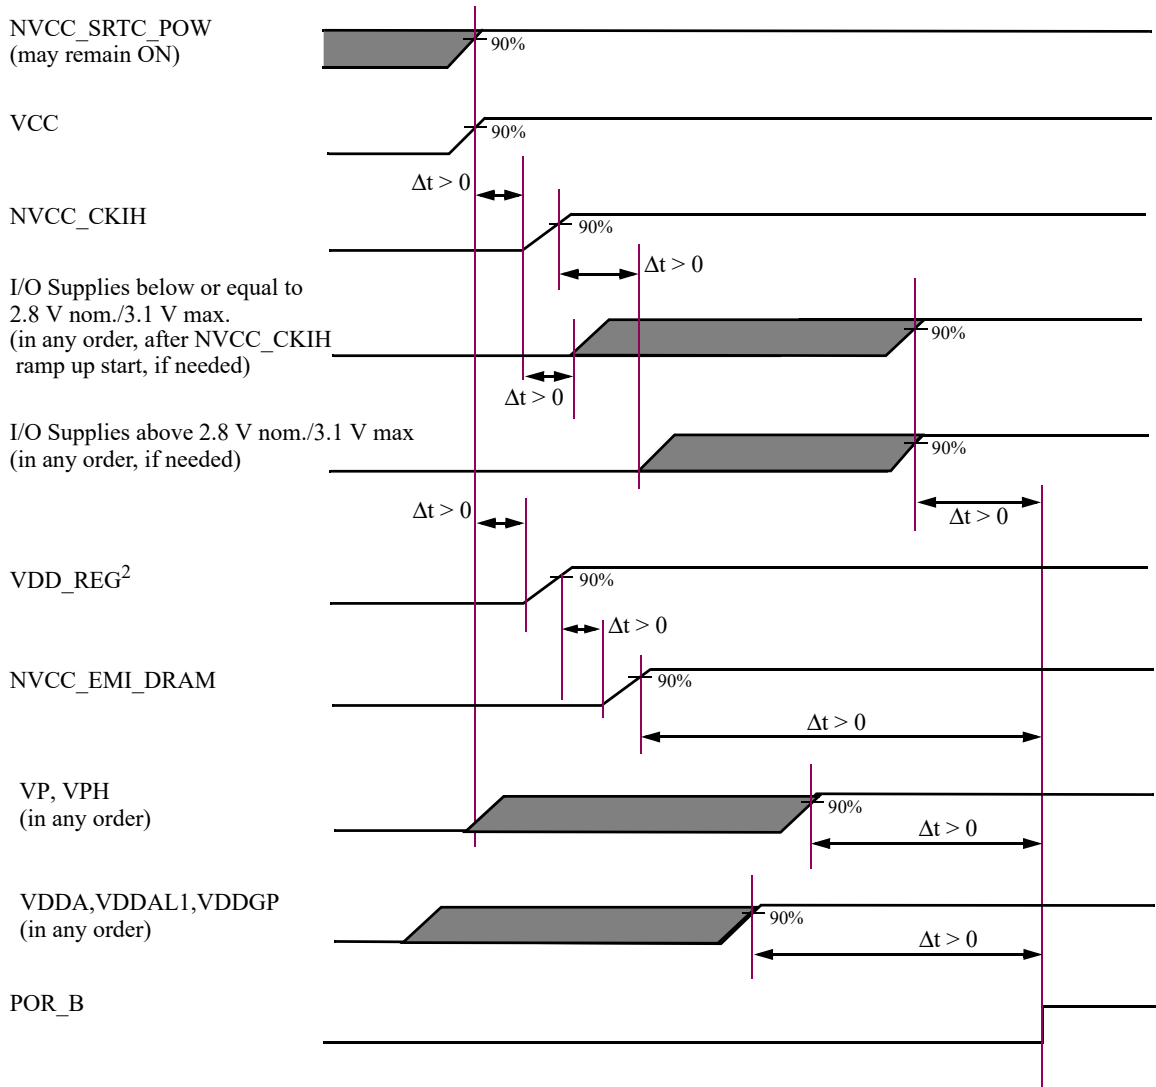 NVCC_SRTC_POW
(may remain ON)
90%
VCC
90%
Δt > 0
NVCC_CKIH
90%
Δt > 0
I/O Supplies below or equal to
2.8 V nom./3.1 V max.
(in any order, after NVCC_CKIH
ramp up start, if needed)
90%
Δt > 0
I/O Supplies above 2.8 V nom./3.1 V max
(in any order, if needed)
90%
Δt > 0
Δt > 0
VDD_REG²
90%
Δt > 0
NVCC_EMI_DRAM
90%
Δt > 0
VP, VPH
(in any order)
90%
Δt > 0
VDDA,VDDAL1,VDDGP
(in any order)
90%
Δt > 0
POR_B